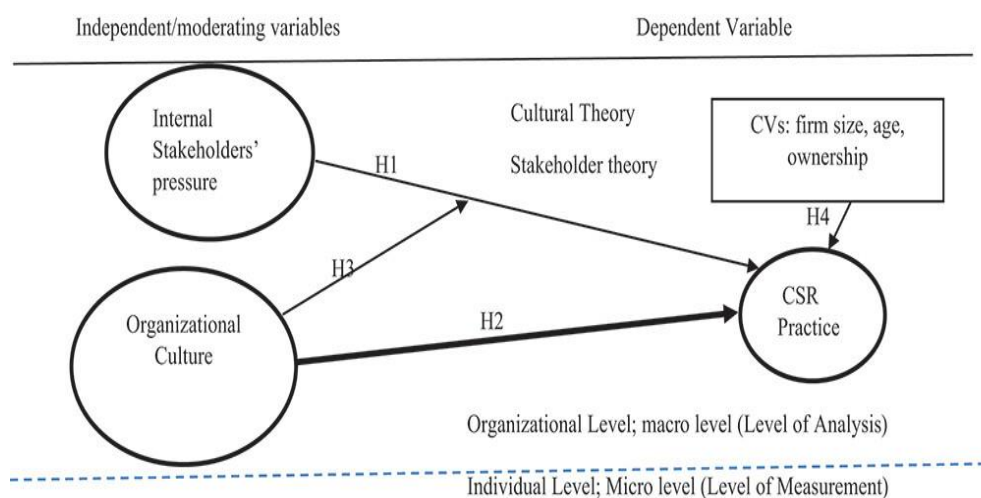 Independent/moderating variables
Dependent Variable
Internal
Stakeholders'
pressure
Cultural Theory
Stakeholder theory
CVs: firm size, age,
ownership
H1
H4
H3
Organizational
Culture
H2
CSR
Practice
Organizational Level; macro level (Level of Analysis)
Individual Level; Micro level (Level of Measurement)